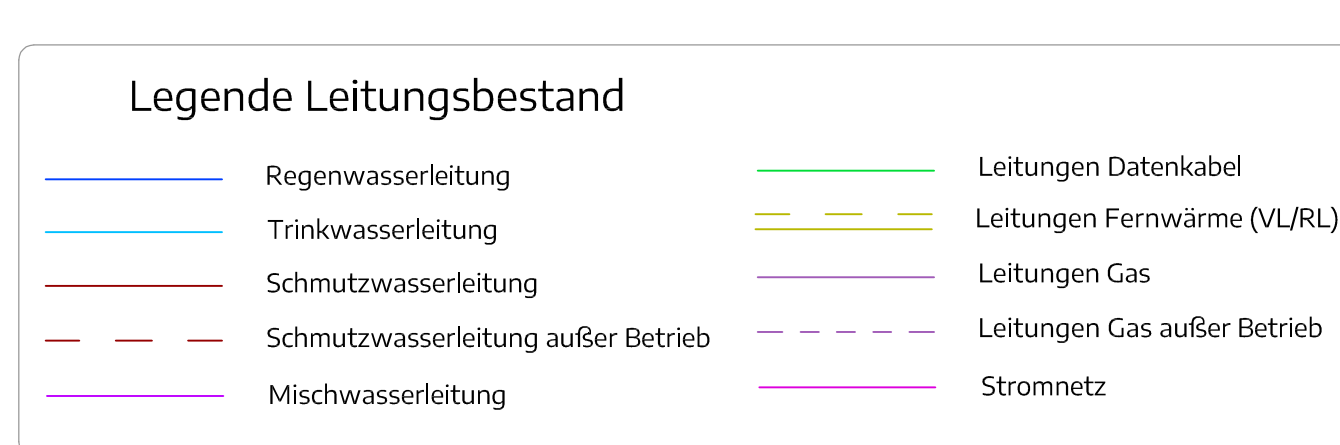 Legende Leitungsbestand
Regenwasserleitung
Trinkwasserleitung
Schmutzwasserleitung
Schmutzwasserleitung außer Betrieb
Mischwasserleitung
Leitungen Datenkabel
Leitungen Fernwärme (VL/RL)
Leitungen Gas
Leitungen Gas außer Betrieb
Stromnetz